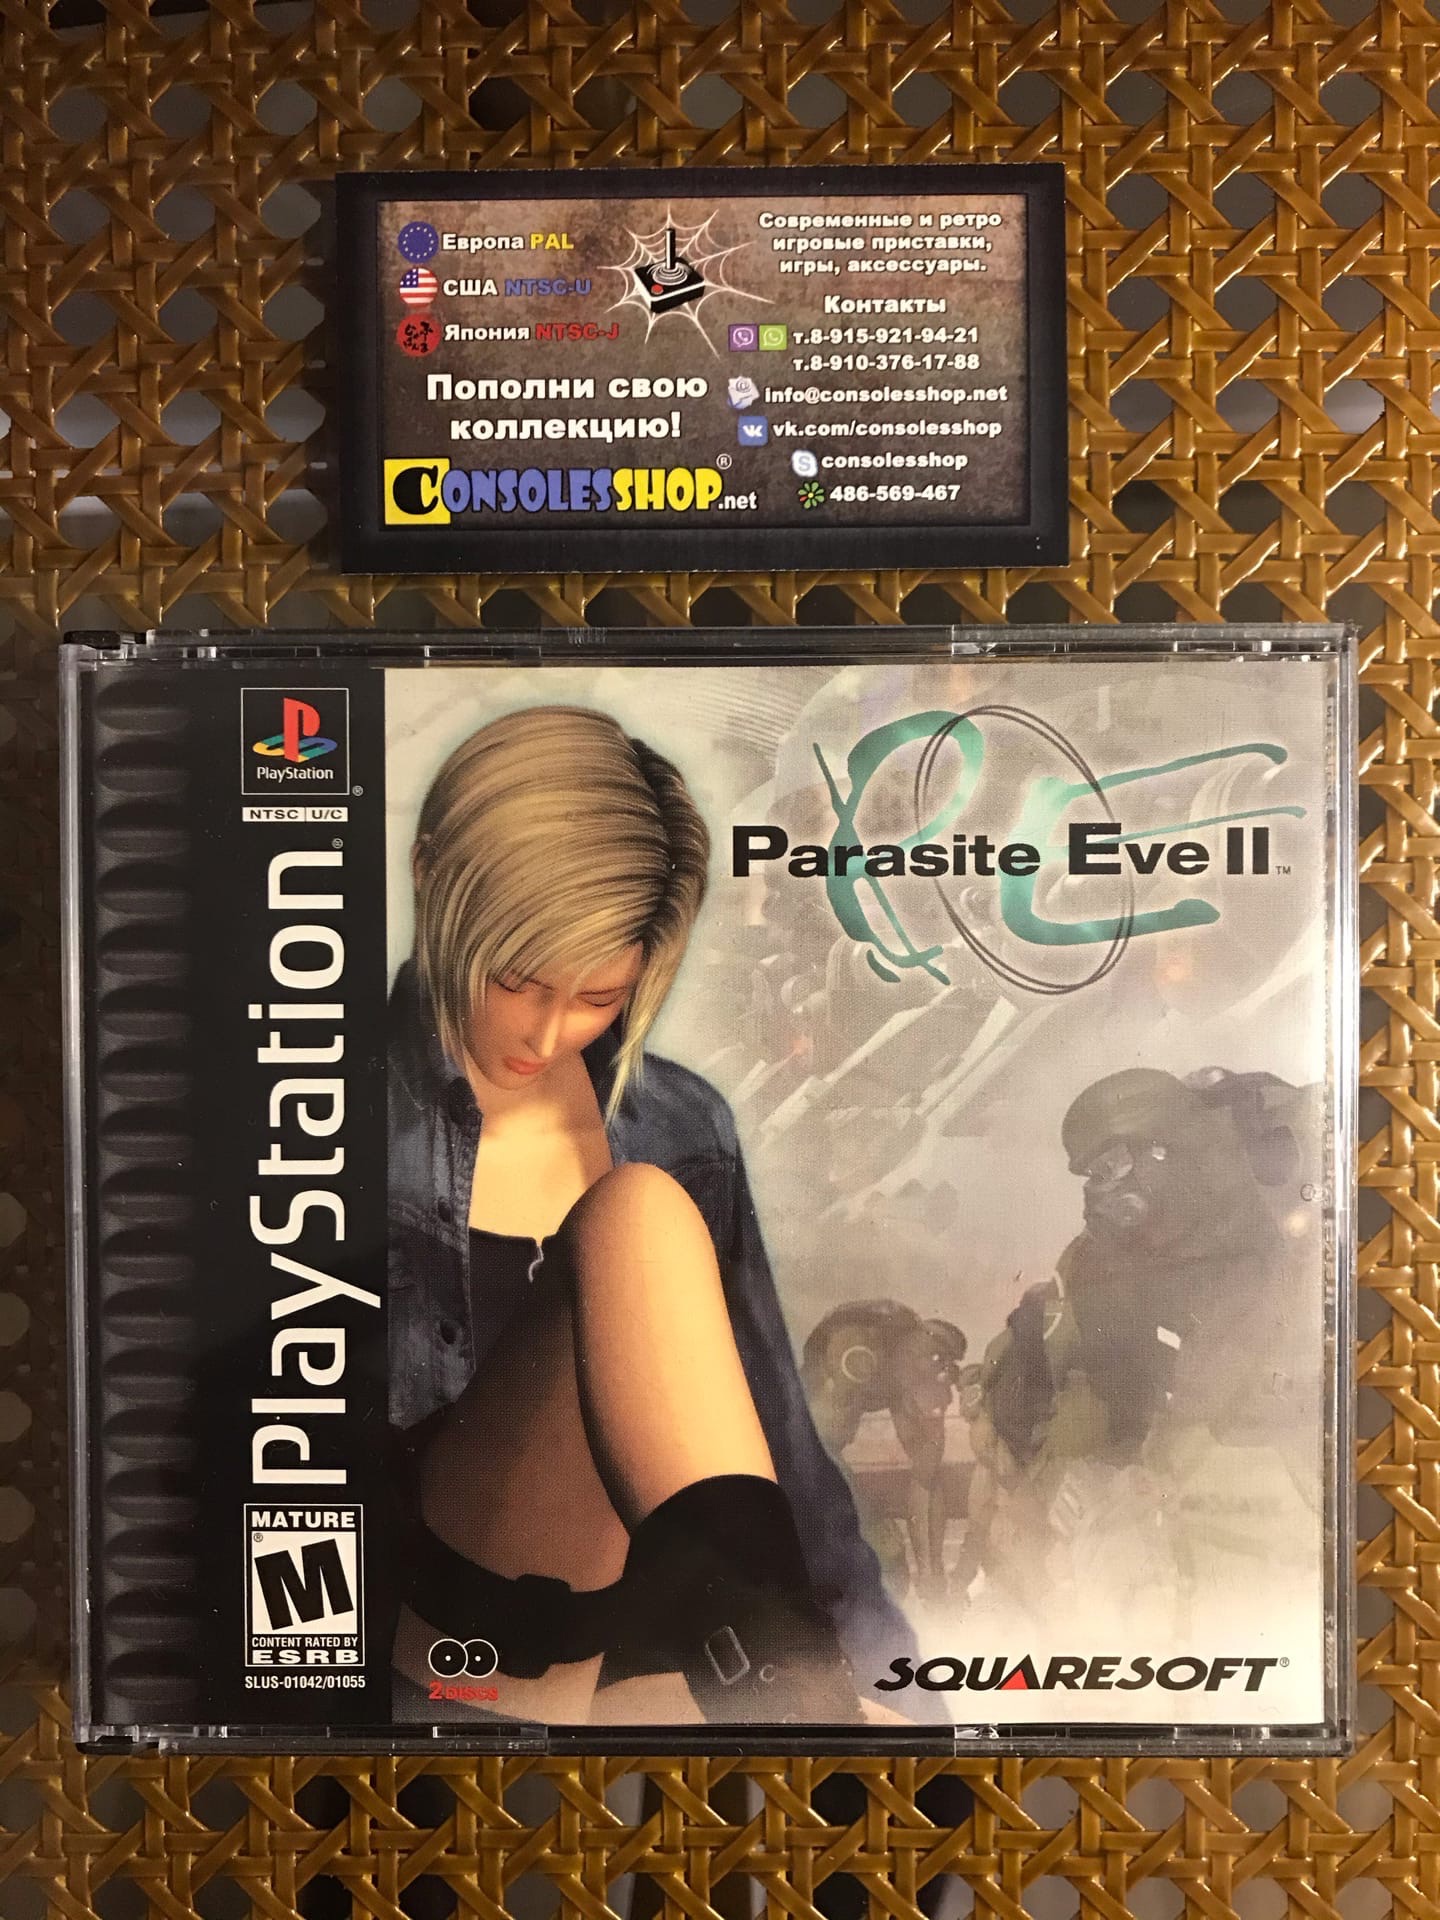 Европа PAL
США NTSC-U
Япония NTSC-J
Пополни свою
коллекцию!
CONSOLESSHOP.net
®
Современные и ретро
игровые приставки,
игры, аксессуары.
Контакты
т.8-915-921-94-21
т.8-910-376-17-88
info@consolesshop.net
vk.com/consolesshop
consolesshop
486-569-467
PlayStation
®
NTSC U/C
PlayStation®
Parasite Eve II™
PE
MATURE
M
®
CONTENT RATED BY
ESRB
SLUS-01042/01055
2 DISCS
SQUARESOFT®